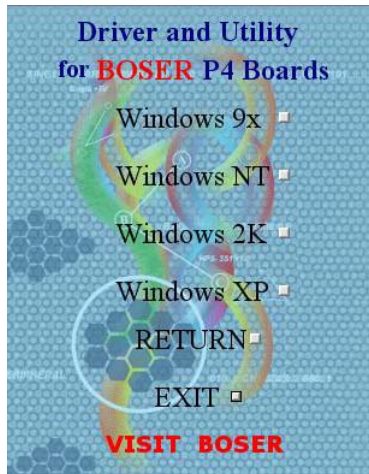 Driver and Utility
for BOSER P4 Boards
Windows 9x
Windows NT
Windows 2K
Windows XP
RETURN
EXIT
VISIT BOSER